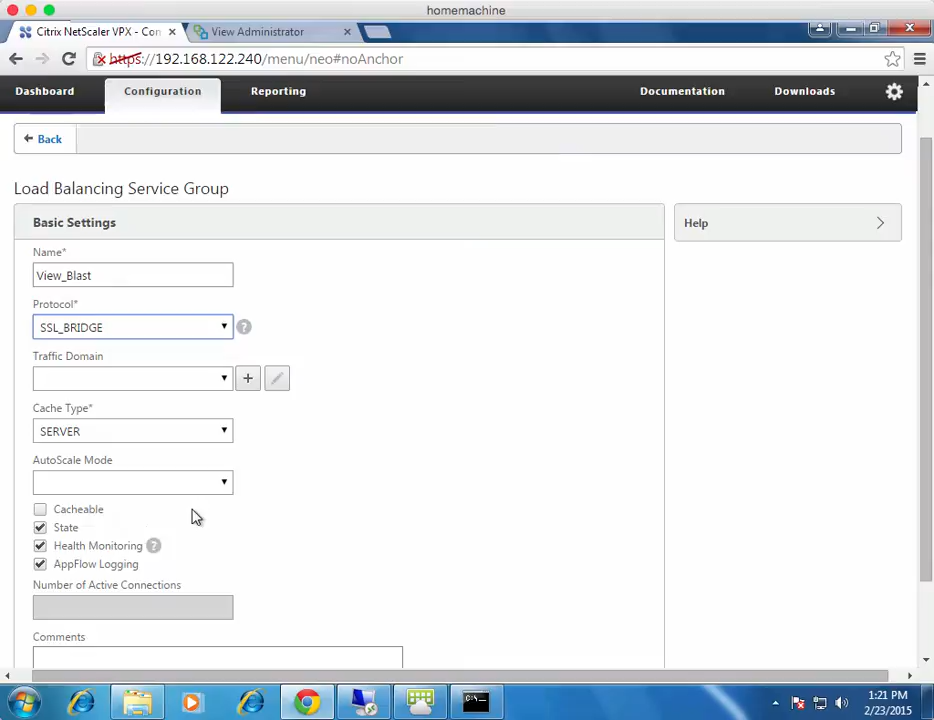 homemachine
Citrix NetScaler VPX - Con
View Administrator
https://192.168.122.240/menu/neo#noAnchor
Dashboard
Configuration
Reporting
Documentation
Downloads
Back
Load Balancing Service Group
Basic Settings
Help
Name*
View_Blast
Protocol*
SSL_BRIDGE
?
Traffic Domain
+
Cache Type*
SERVER
AutoScale Mode
Cacheable
State
Health Monitoring ?
AppFlow Logging
Number of Active Connections
Comments
C:\.
1:21 PM
2/23/2015